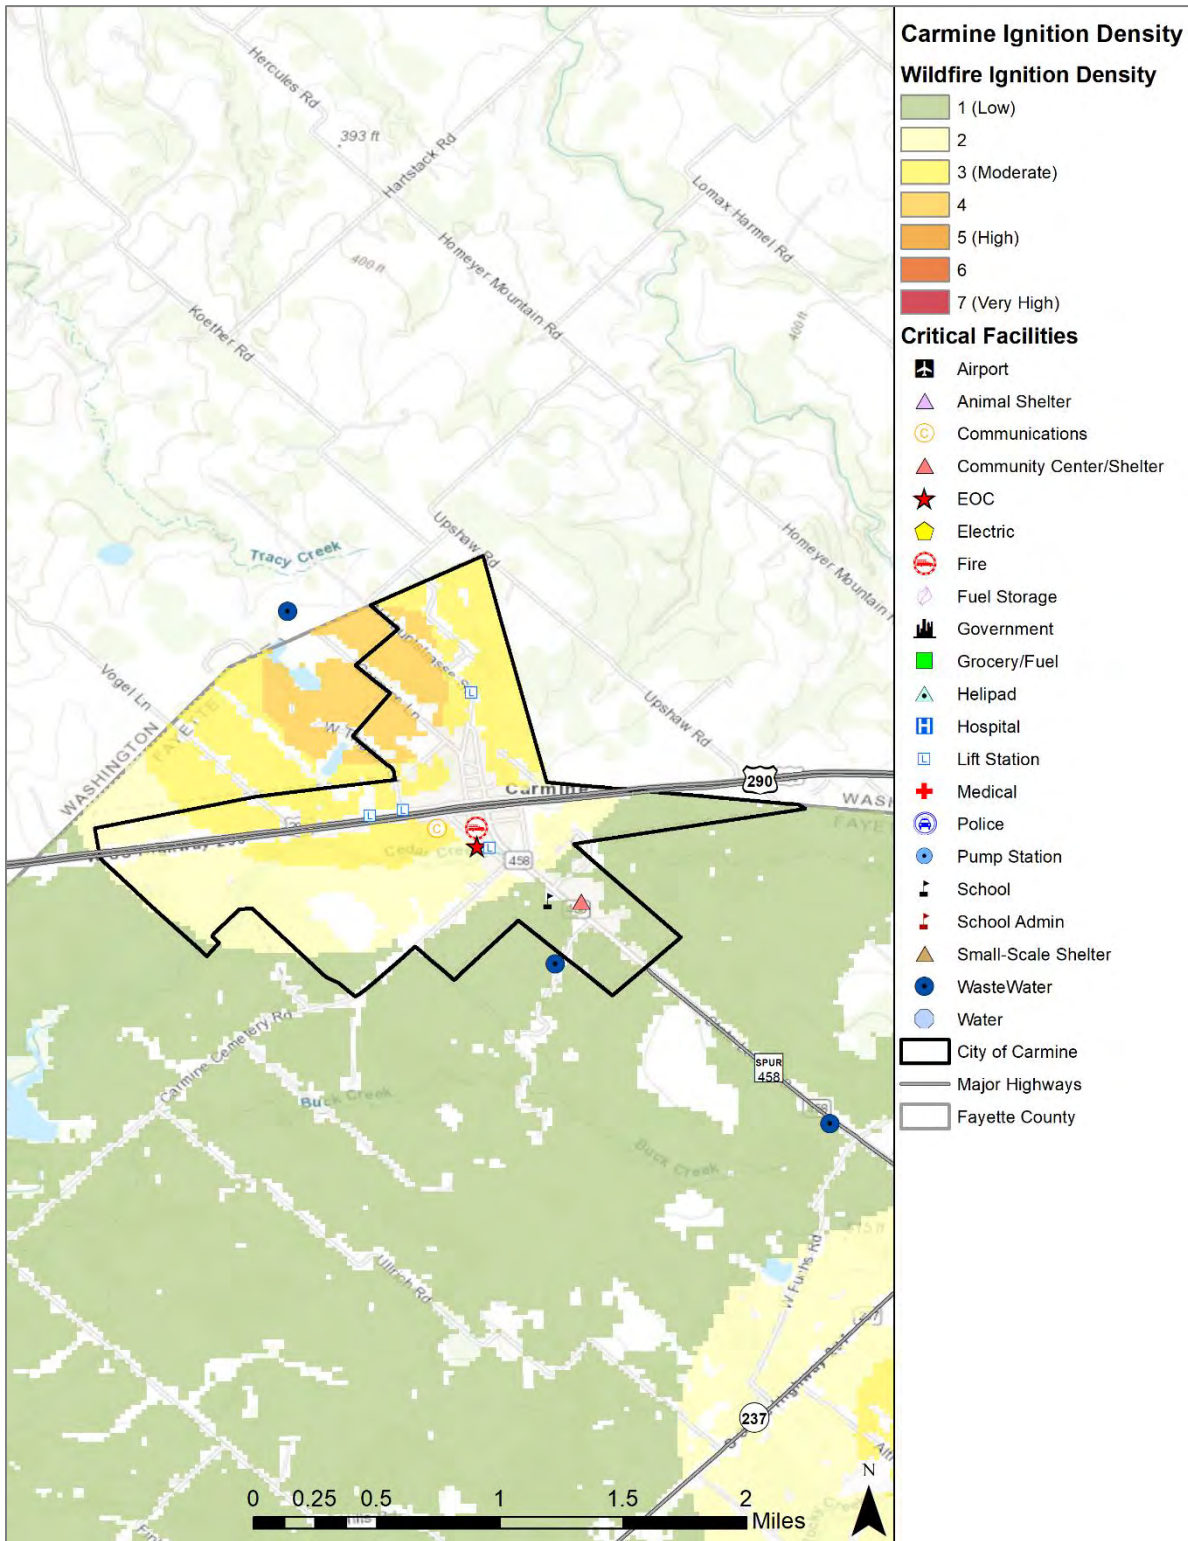 Carmine Ignition Density
Wildfire Ignition Density
1 (Low)
2
3 (Moderate)
4
5 (High)
6
7 (Very High)
Critical Facilities
Airport
Animal Shelter
C
Communications
Community Center/Shelter
EOC
Electric
Fire
Fuel Storage
Government
Grocery/Fuel
Helipad
H
Hospital
L
Lift Station
Medical
Police
Pump Station
School
School Admin
Small-Scale Shelter
WasteWater
Water
City of Carmine
Major Highways
Fayette County
Hercules Rd
393 ft
Hartstack Rd
Lomax Harmel Rd
400 ft
Homeyer Mountain Rd
400 ft
Koether Rd
Upshaw Rd
Tracy Creek
Homeyer Mountain
Vogel Ln
WASHINGTON
FAYETTE
L
Upshaw Rd
290
Carmine
WASH
FAYE
L
L
C
L
Cedar Creek
458
Carmine Cemetery Rd
Buck Creek
SPUR
458
Buck Creek
W Fuchs Rd
Ullrich Rd
237
N
0 0.25 0.5 1 1.5 2
Miles